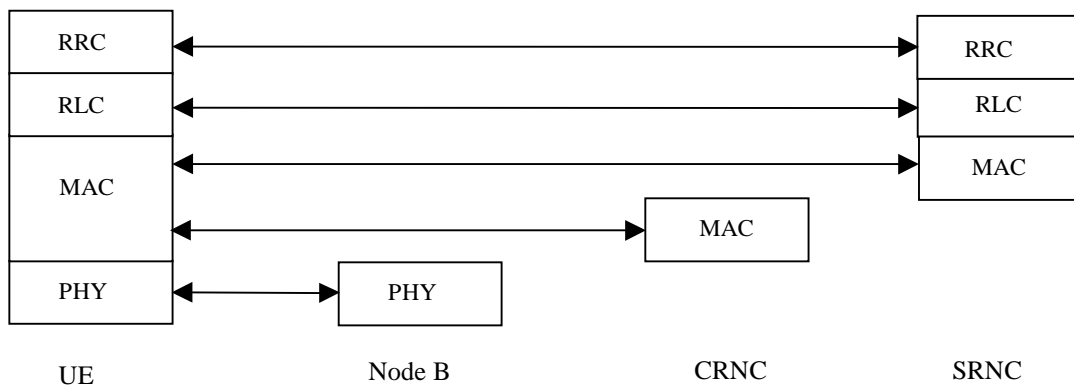 RRC
RRC
RLC
RLC
MAC
MAC
MAC
PHY
PHY
UE
Node B
CRNC
SRNC